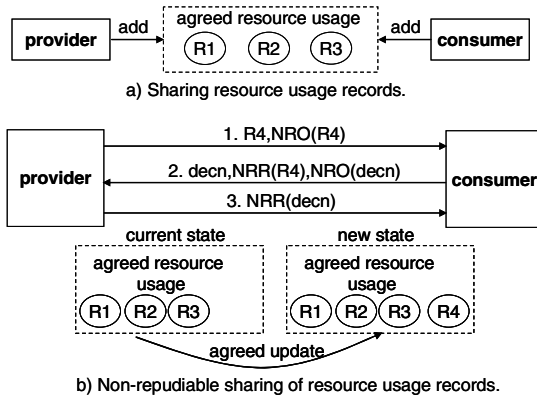 agreed resource usage
provider
add
R1 R2 R3
add
consumer
a) Sharing resource usage records.
1. R4,NRO(R4)
provider
2. decn,NRR(R4),NRO(decn)
consumer
3. NRR(decn)
current state
new state
agreed resource
usage
R1 R2 R3
agreed resource
usage
R1 R2 R3 R4
agreed update
b) Non-repudiable sharing of resource usage records.